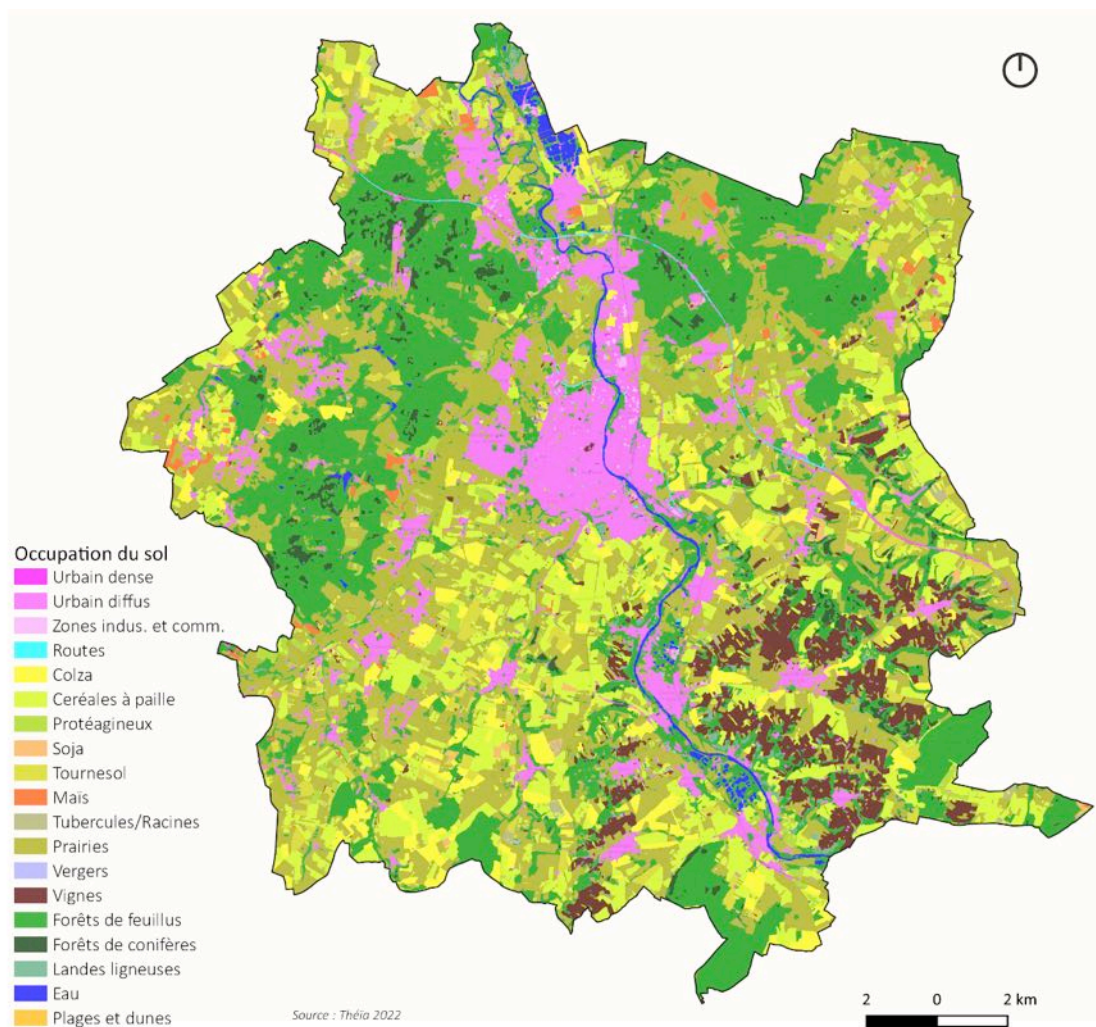 Occupation du sol
Urbain dense
Urbain diffus
Zones indus. et comm.
Routes
Colza
Ceréales à paille
Protéagineux
Soja
Tournesol
Maïs
Tubercules/Racines
Prairies
Vergers
Vignes
Forêts de feuillus
Forêts de conifères
Landes ligneuses
Eau
Plages et dunes
Source : Théia 2022
2 0 2 km